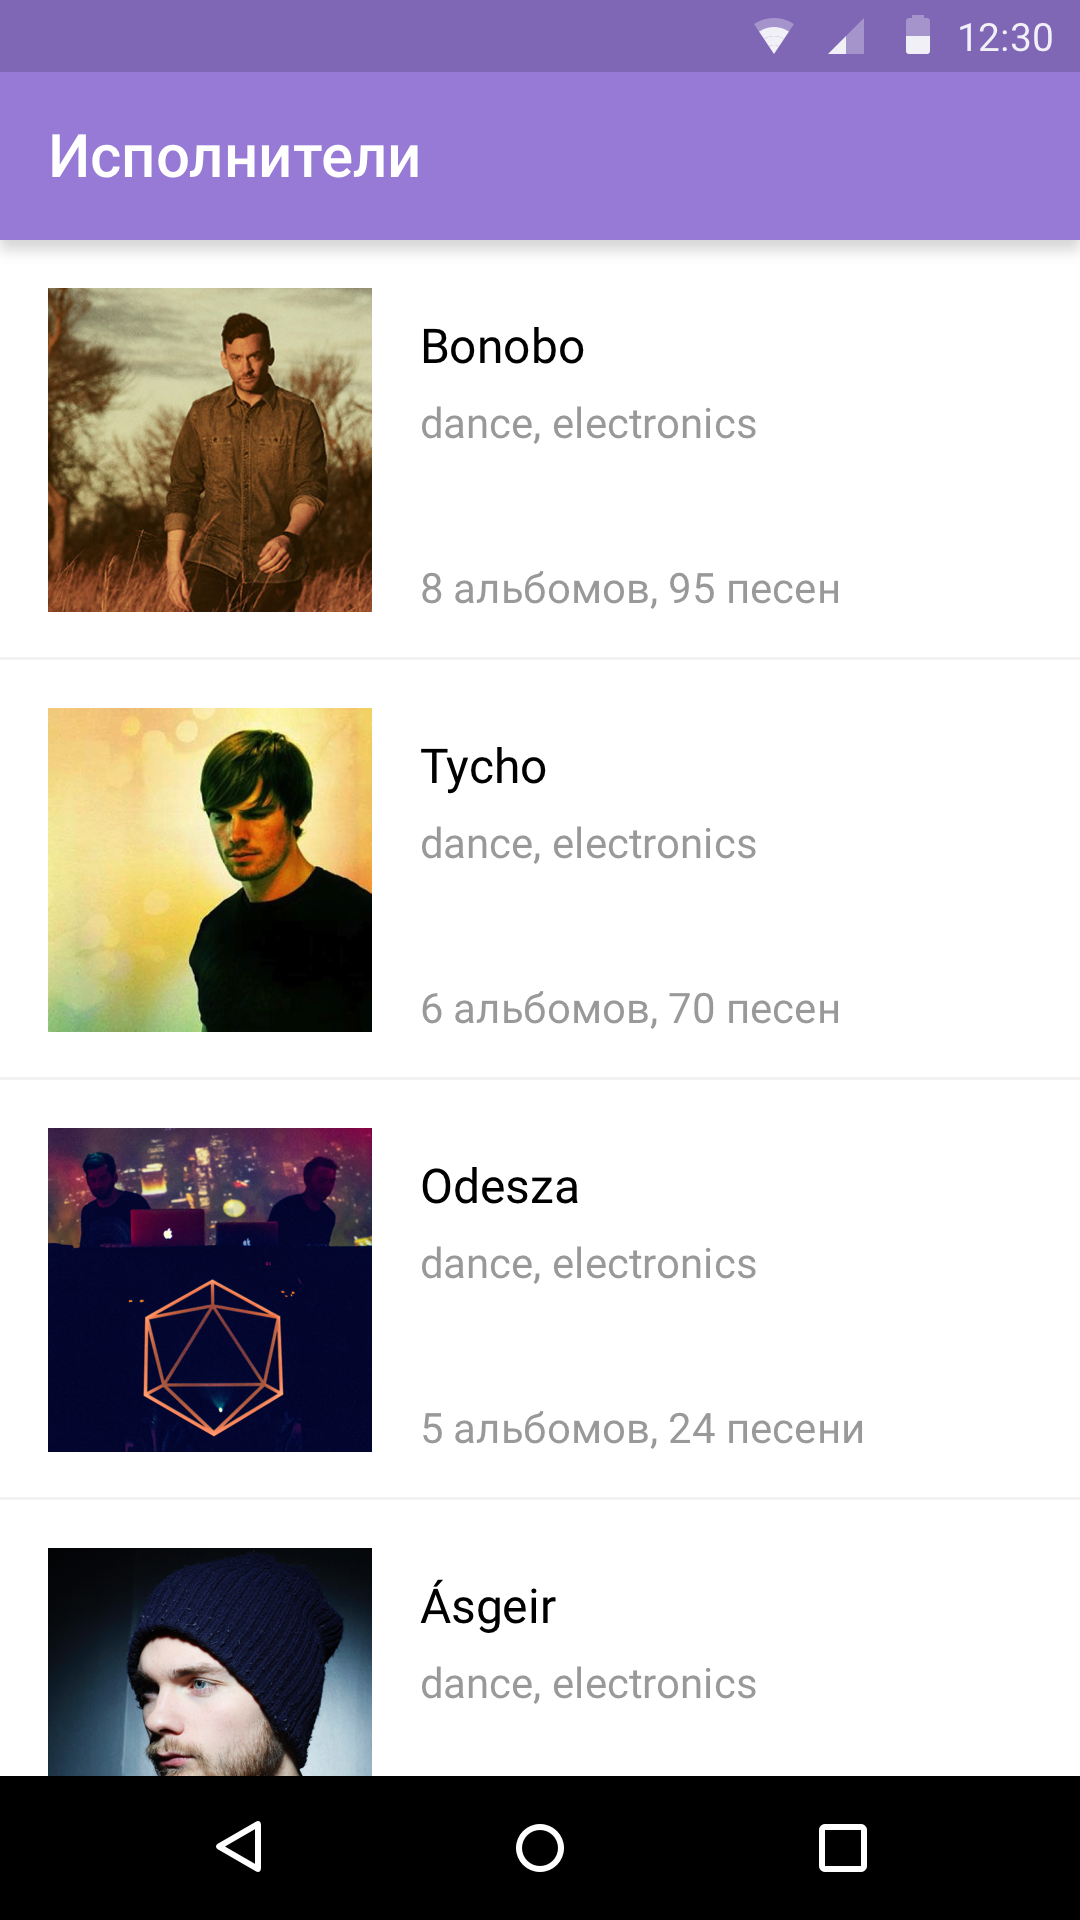 12:30
Исполнители
Bonobo
dance, electronics
8 альбомов, 95 песен
Tycho
dance, electronics
6 альбомов, 70 песен
Odesza
dance, electronics
5 альбомов, 24 песени
Ásgeir
dance, electronics